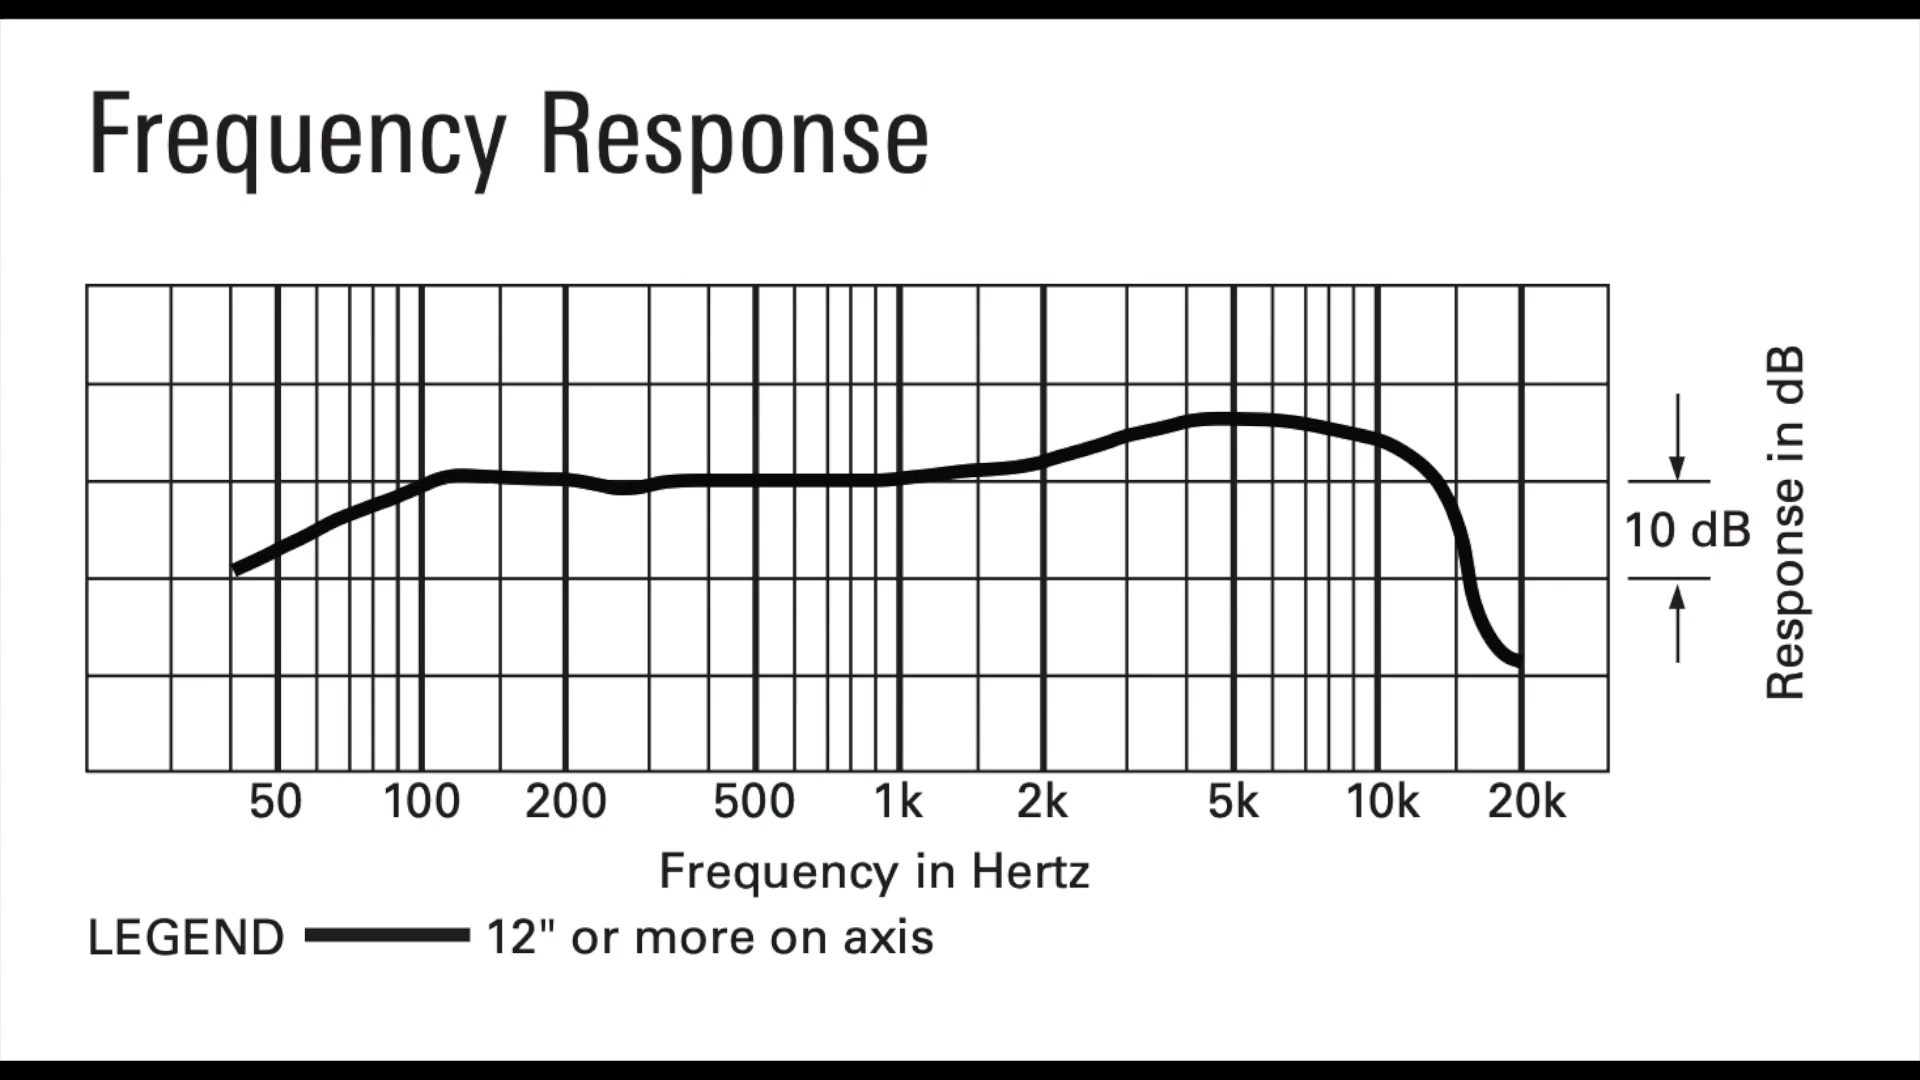 Frequency Response
Response in dB
10 dB
50 100 200 500 1k 2k 5k 10k 20k
Frequency in Hertz
LEGEND 12" or more on axis